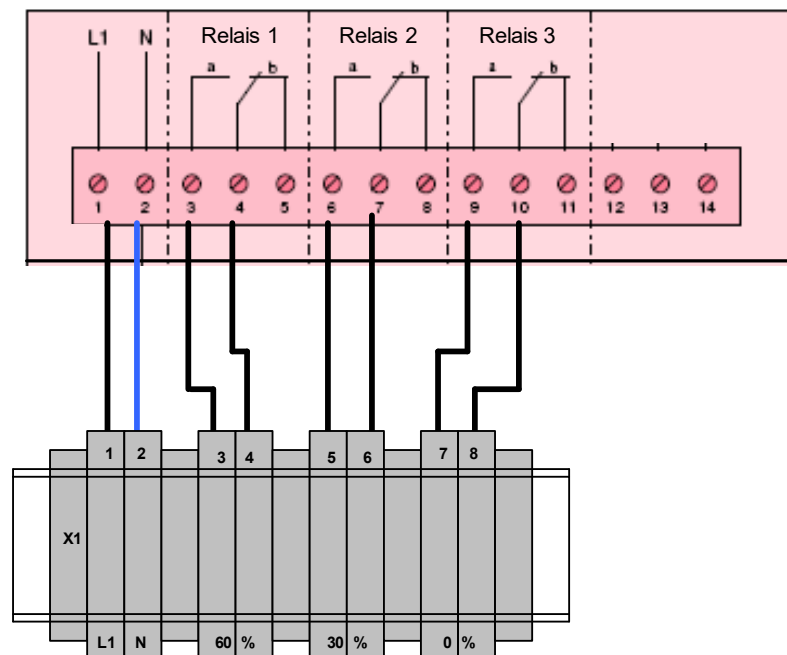 L1 N Relais 1 Relais 2 Relais 3
a b a b a b
1 2 3 4 5 6 7 8 9 10 11 12 13 14
1 2 3 4 5 6 7 8
X1
L1 N 60 % 30 % 0 %